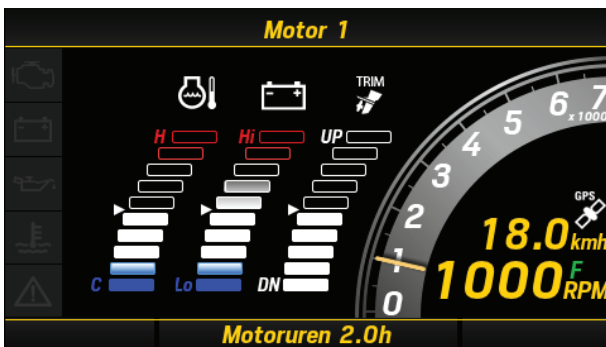 Motor 1
TRIM
H Hi UP
C Lo DN
0 1 2 3 4 5 6 7
x 1000
GPS
18.0 kmh
F
1000 RPM
Motoruren 2.0h